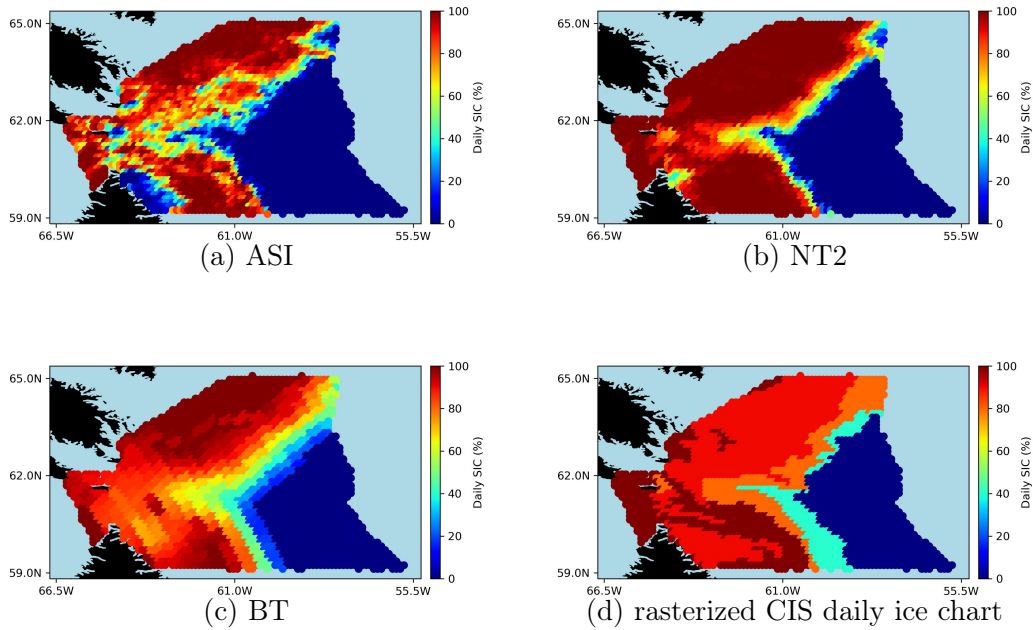 65.0N
62.0N
59.0N
66.5W 61.0W 55.5W
100
80
60
40
20
0
Daily SIC (%)
(a) ASI
65.0N
62.0N
59.0N
66.5W 61.0W 55.5W
100
80
60
40
20
0
Daily SIC (%)
(b) NT2
65.0N
62.0N
59.0N
66.5W 61.0W 55.5W
100
80
60
40
20
0
Daily SIC (%)
(c) BT
65.0N
62.0N
59.0N
66.5W 61.0W 55.5W
100
80
60
40
20
0
Daily SIC (%)
(d) rasterized CIS daily ice chart